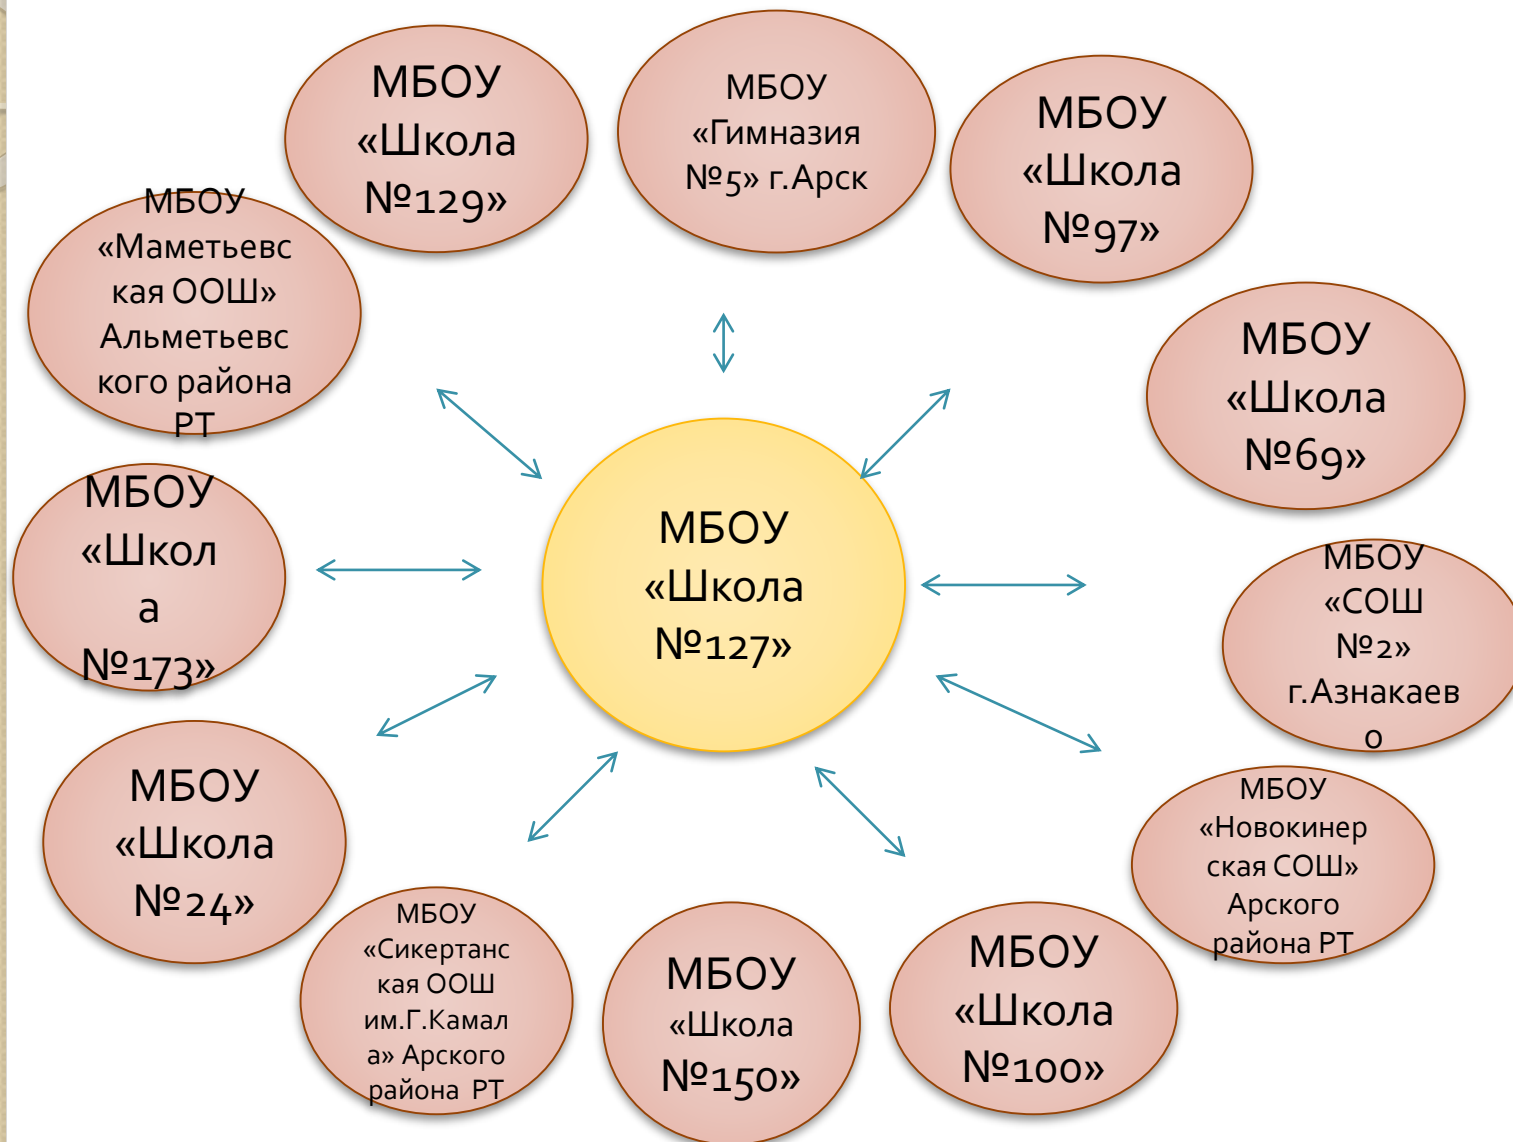 МБОУ
«Школа
№129»
МБОУ
«Гимназия
№5» г.Арск
МБОУ
«Школа
№97»
МБОУ
«Маметьевс
кая ООШ»
Альметьевс
кого района
РТ
МБОУ
«Школа
№69»
МБОУ
«Школ
а
№173»
МБОУ
«Школа
№127»
МБОУ
«СОШ
№2»
г.Азнакаев
о
МБОУ
«Школа
№24»
МБОУ
«Новокинер
ская СОШ»
Арского
района РТ
МБОУ
«Сикертанс
кая ООШ
им.Г.Камал
а» Арского
района РТ
МБОУ
«Школа
№150»
МБОУ
«Школа
№100»